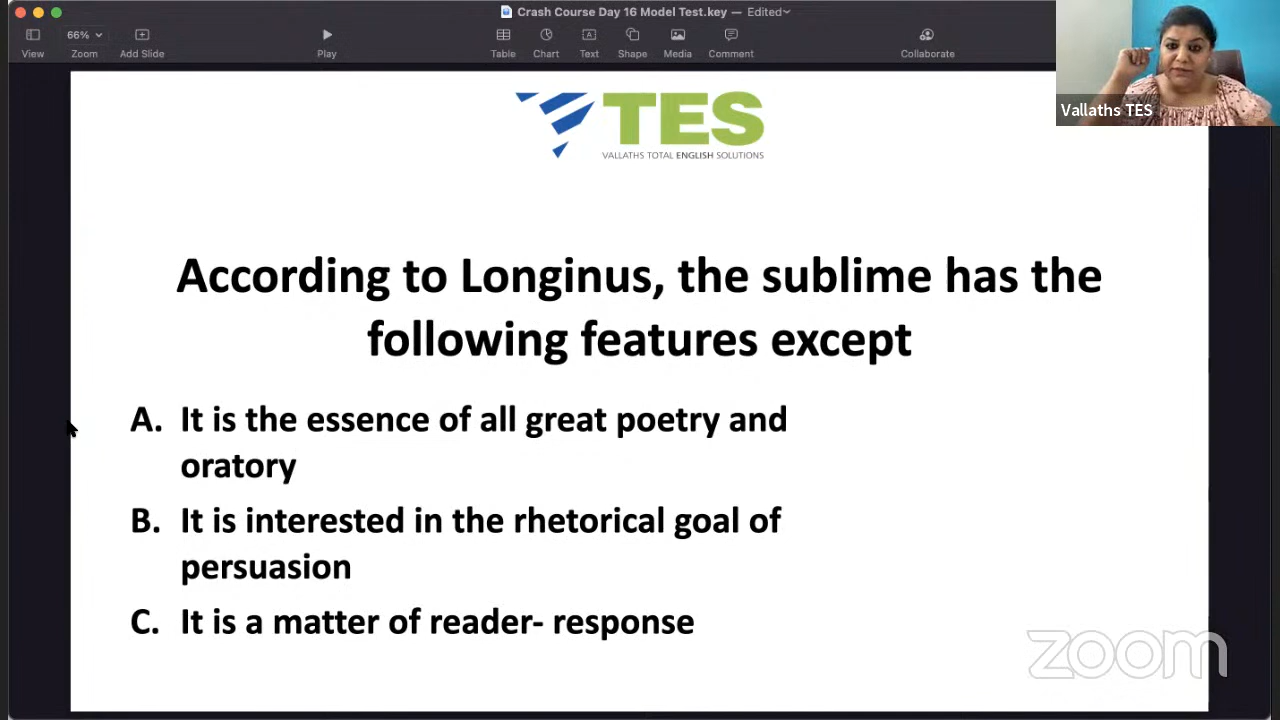 Crash Course Day 16 Model Test.key — Edited
66%
View
Zoom
Add Slide
Play
Table
Chart
Text
Shape
Media
Comment
Collaborate
Vallaths TES
TES
VALLATHS TOTAL ENGLISH SOLUTIONS
According to Longinus, the sublime has the
following features except
A. It is the essence of all great poetry and
oratory
B. It is interested in the rhetorical goal of
persuasion
C. It is a matter of reader- response
zoom